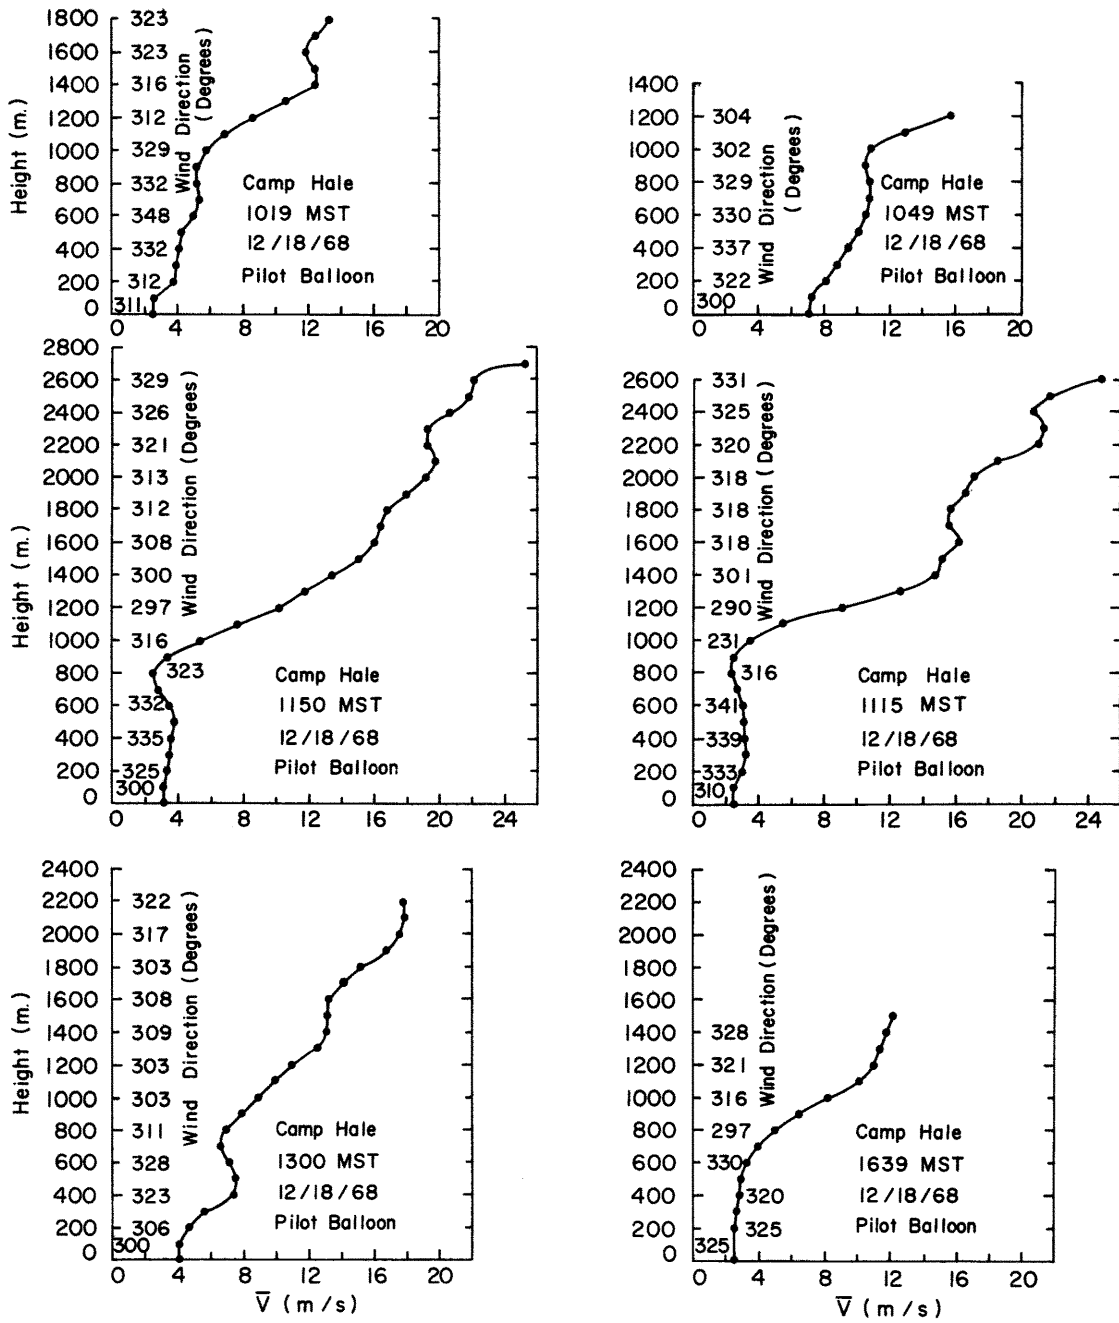 Height (m.)
1800 323
1600 323
1400 316
1200 312
1000 329
800 332
600 348
400 332
200 312
0 311
Wind Direction
(Degrees)
Camp Hale
1019 MST
12/18/68
Pilot Balloon
0 4 8 12 16 20
1400
1200 304
1000 302
800 329
600 330
400 337
200 322
0 300
Wind Direction
(Degrees)
Camp Hale
1049 MST
12/18/68
Pilot Balloon
0 4 8 12 16 20
Height (m.)
2800
2600 329
2400 326
2200 321
2000 313
1800 312
1600 308
1400 300
1200 297
1000 316
800 323
600 332
400 335
200 325
0 300
Wind Direction (Degrees)
Camp Hale
1150 MST
12/18/68
Pilot Balloon
0 4 8 12 16 20 24
2600 331
2400 325
2200 320
2000 318
1800 318
1600 318
1400 301
1200 290
1000 231
800 316
600 341
400 339
200 333
0 310
Wind Direction (Degrees)
Camp Hale
1115 MST
12/18/68
Pilot Balloon
0 4 8 12 16 20 24
Height (m.)
2400
2200 322
2000 317
1800 303
1600 308
1400 309
1200 303
1000 303
800 311
600 328
400 323
200 306
0 300
Wind Direction (Degrees)
Camp Hale
1300 MST
12/18/68
Pilot Balloon
0 4 8 12 16 20
V̅ (m/s)
2400
2200
2000
1800
1600
1400 328
1200 321
1000 316
800 297
600 330
400 320
200 325
0 325
Wind Direction (Degrees)
Camp Hale
1639 MST
12/18/68
Pilot Balloon
0 4 8 12 16 20
V̅ (m/s)